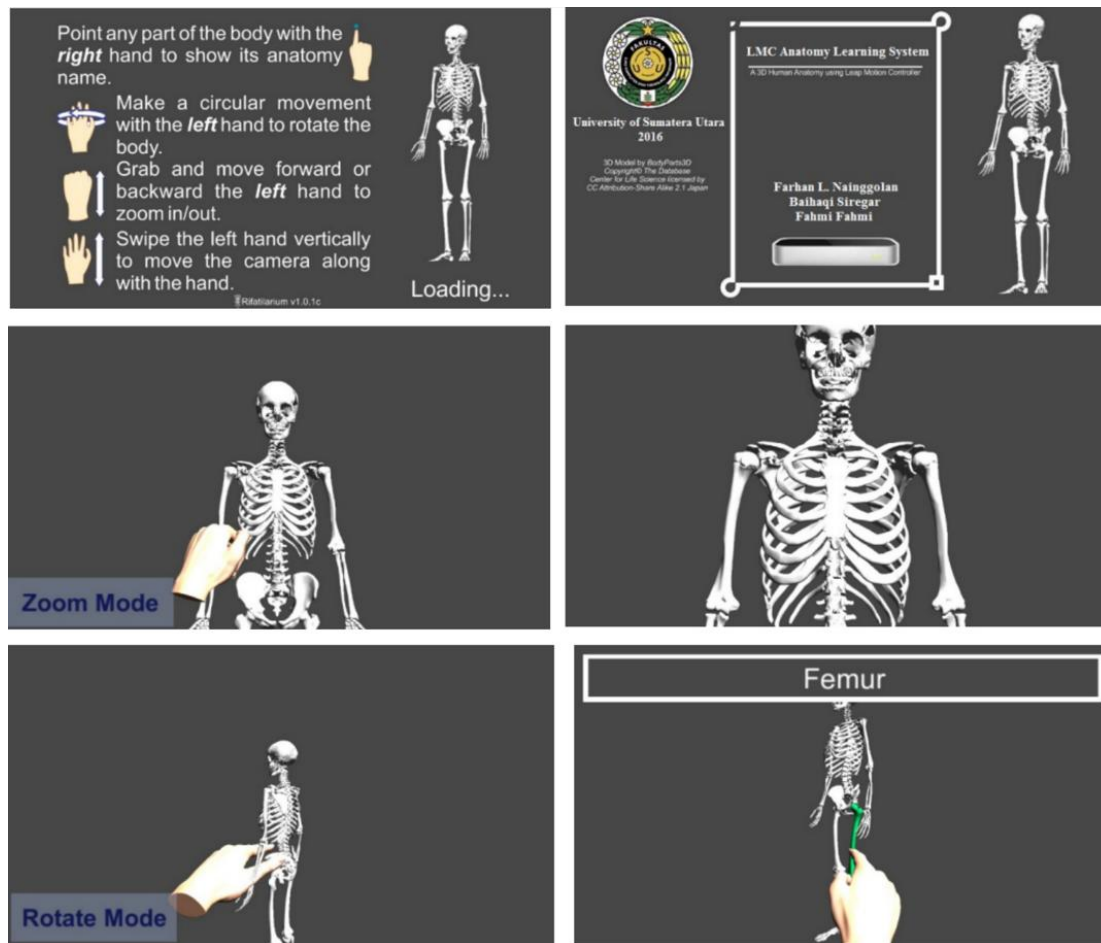 Point any part of the body with the
right hand to show its anatomy
name.
Make a circular movement
with the left hand to rotate the
body.
Grab and move forward or
backward the left hand to
zoom in/out.
Swipe the left hand vertically
to move the camera along
with the hand.
Rifatilarium v1.0.1c
Loading...
FAKULTAS
University of Sumatera Utara
2016
3D Model by BodyParts3D
Copyright© The Database
Center for Life Science licensed by
CC Attribution-Share Alike 2.1 Japan
LMC Anatomy Learning System
A 3D Human Anatomy using Leap Motion Controller
Farhan L. Nainggolan
Baihaqi Siregar
Fahmi Fahmi
Zoom Mode
Rotate Mode
Femur